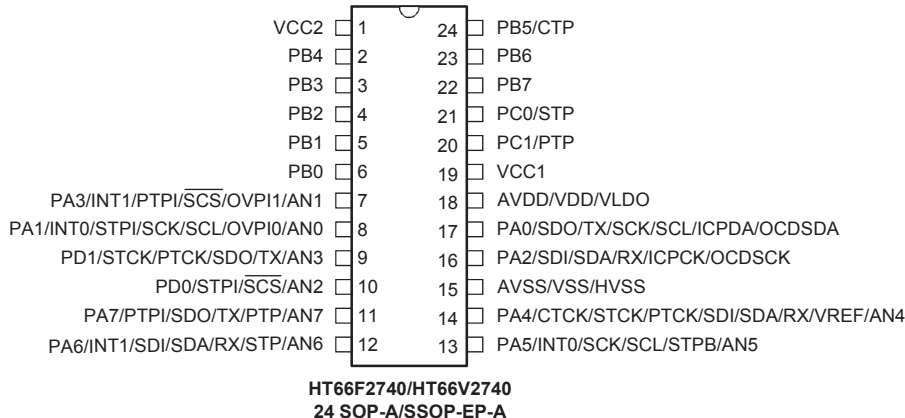 VCC2 1 24 PB5/CTP
PB4 2 23 PB6
PB3 3 22 PB7
PB2 4 21 PC0/STP
PB1 5 20 PC1/PTP
PB0 6 19 VCC1
PA3/INT1/PTPI/SCS/OVPI1/AN1 7 18 AVDD/VDD/VLDO
PA1/INT0/STPI/SCK/SCL/OVPI0/AN0 8 17 PA0/SDO/TX/SCK/SCL/ICPDA/OCDSDA
PD1/STCK/PTCK/SDO/TX/AN3 9 16 PA2/SDI/SDA/RX/ICPCK/OCDSCK
PD0/STPI/SCS/AN2 10 15 AVSS/VSS/HVSS
PA7/PTPI/SDO/TX/PTP/AN7 11 14 PA4/CTCK/STCK/PTCK/SDI/SDA/RX/VREF/AN4
PA6/INT1/SDI/SDA/RX/STP/AN6 12 13 PA5/INT0/SCK/SCL/STPB/AN5
HT66F2740/HT66V2740
24 SOP-A/SSOP-EP-A